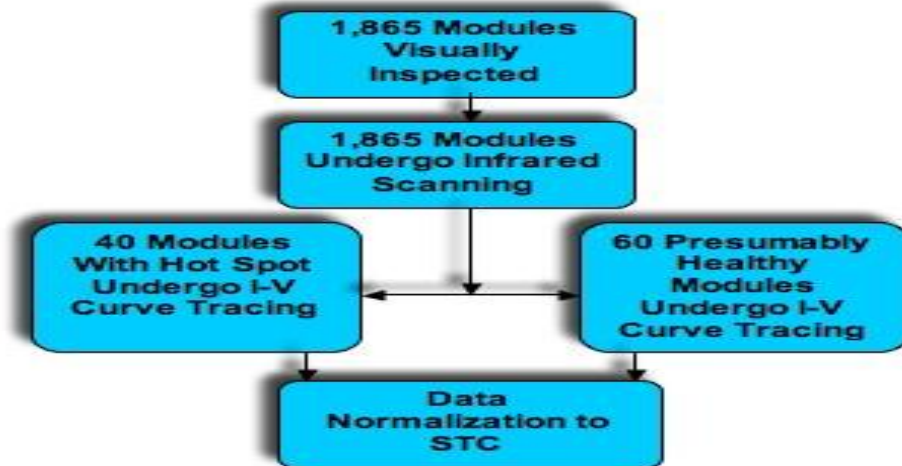 1,865 Modules
Visually
Inspected
1,865 Modules
Undergo Infrared
Scanning
40 Modules
With Hot Spot
Undergo I-V
Curve Tracing
60 Presumably
Healthy
Modules
Undergo I-V
Curve Tracing
Data
Normalization to
STC